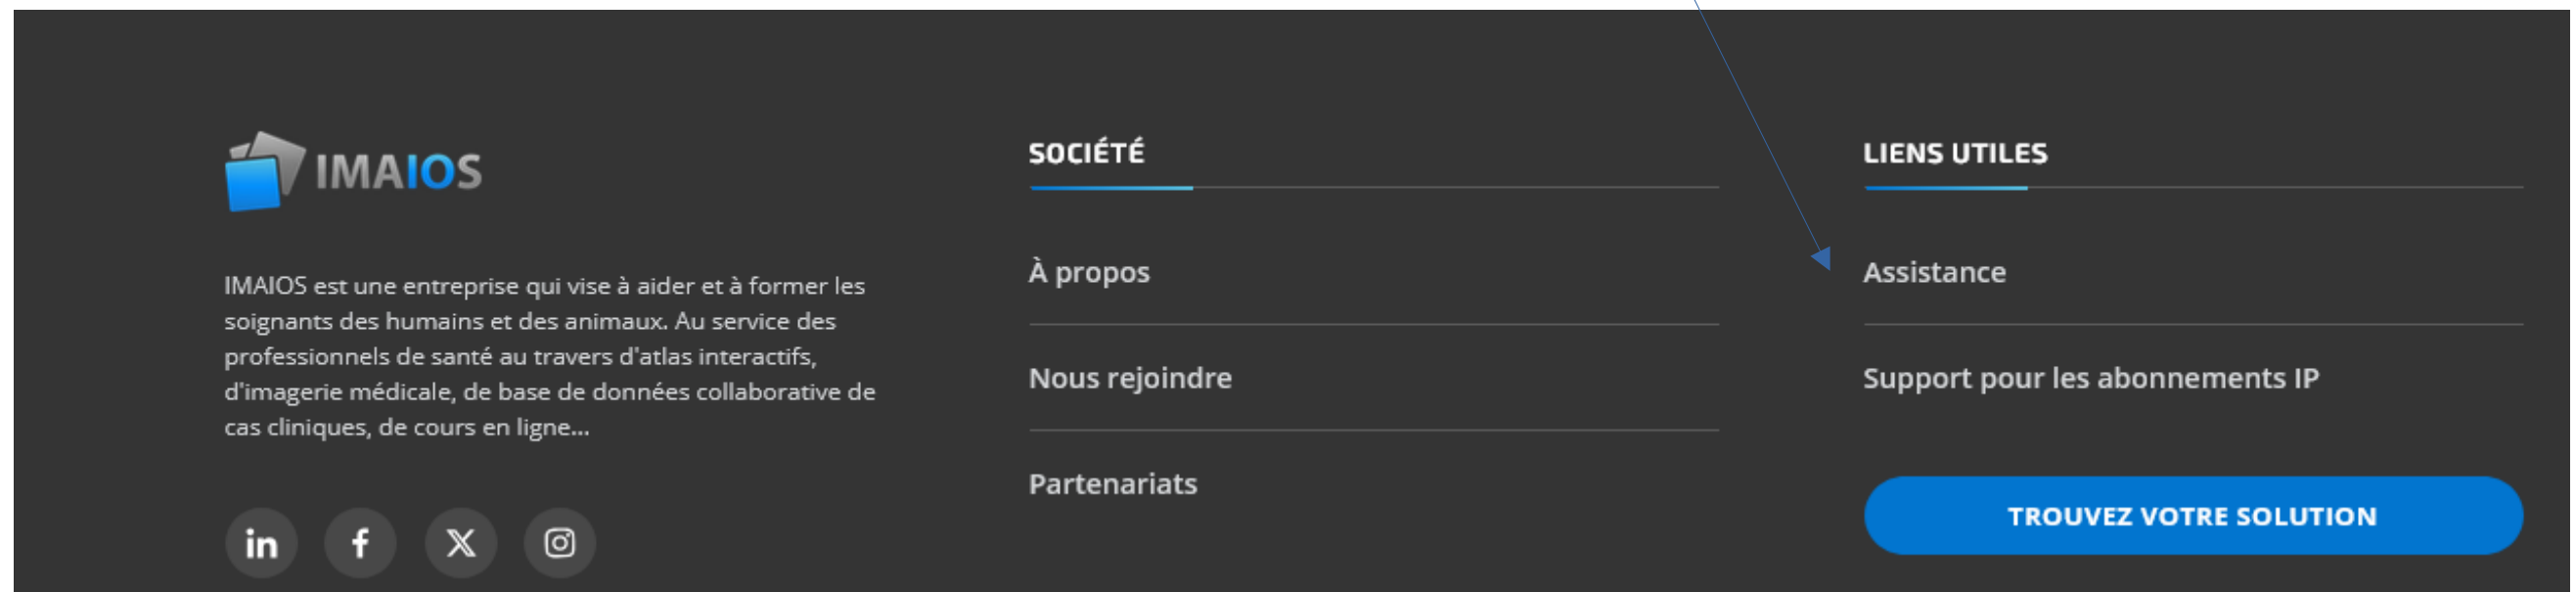 IMAIOS
IMAIOS est une entreprise qui vise à aider et à former les
soignants des humains et des animaux. Au service des
professionnels de santé au travers d'atlas interactifs,
d'imagerie médicale, de base de données collaborative de
cas cliniques, de cours en ligne...
SOCIÉTÉ
À propos
Nous rejoindre
Partenariats
LIENS UTILES
Assistance
Support pour les abonnements IP
TROUVEZ VOTRE SOLUTION